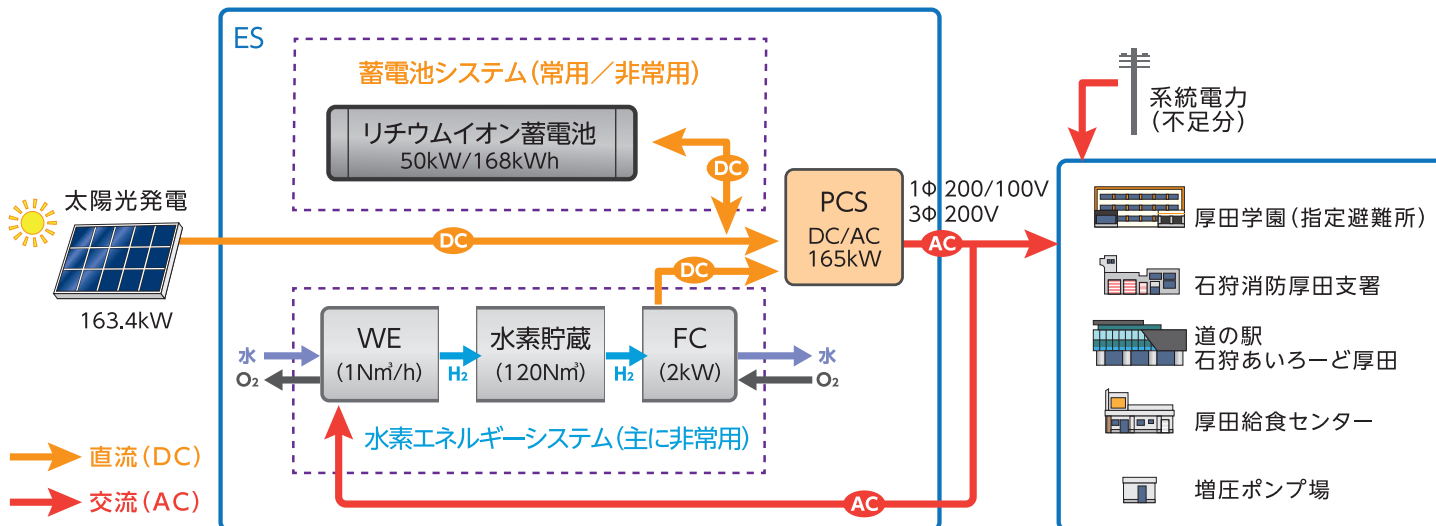 ES
蓄電池システム(常用/非常用)
リチウムイオン蓄電池
50kW/168kWh
DC
太陽光発電
163.4kW
DC
PCS
DC/AC
165kW
1Φ 200/100V
3Φ 200V
AC
DC
WE
(1N㎥/h)
水素貯蔵
(120N㎥)
FC
(2kW)
水
O₂
H₂
H₂
水
O₂
水素エネルギーシステム(主に非常用)
AC
直流(DC)
交流(AC)
系統電力
(不足分)
厚田学園(指定避難所)
石狩消防厚田支署
道の駅
石狩あいろーど厚田
厚田給食センター
増圧ポンプ場